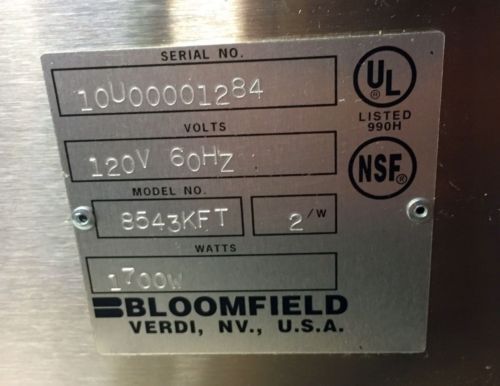 SERIAL NO.
10U00001284
VOLTS
120V 60HZ
MODEL NO.
8543KFT 2/W
WATTS
1700W
BLOOMFIELD
VERDI, NV., U.S.A.
UL
®
LISTED
990H
NSF®